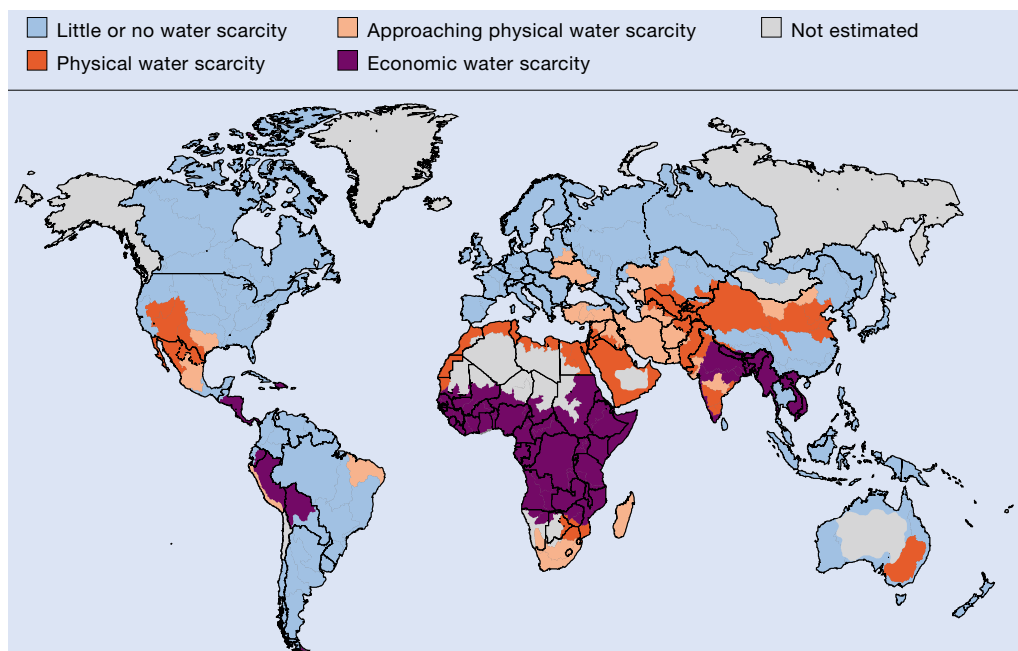 Little or no water scarcity
Approaching physical water scarcity
Not estimated
Physical water scarcity
Economic water scarcity